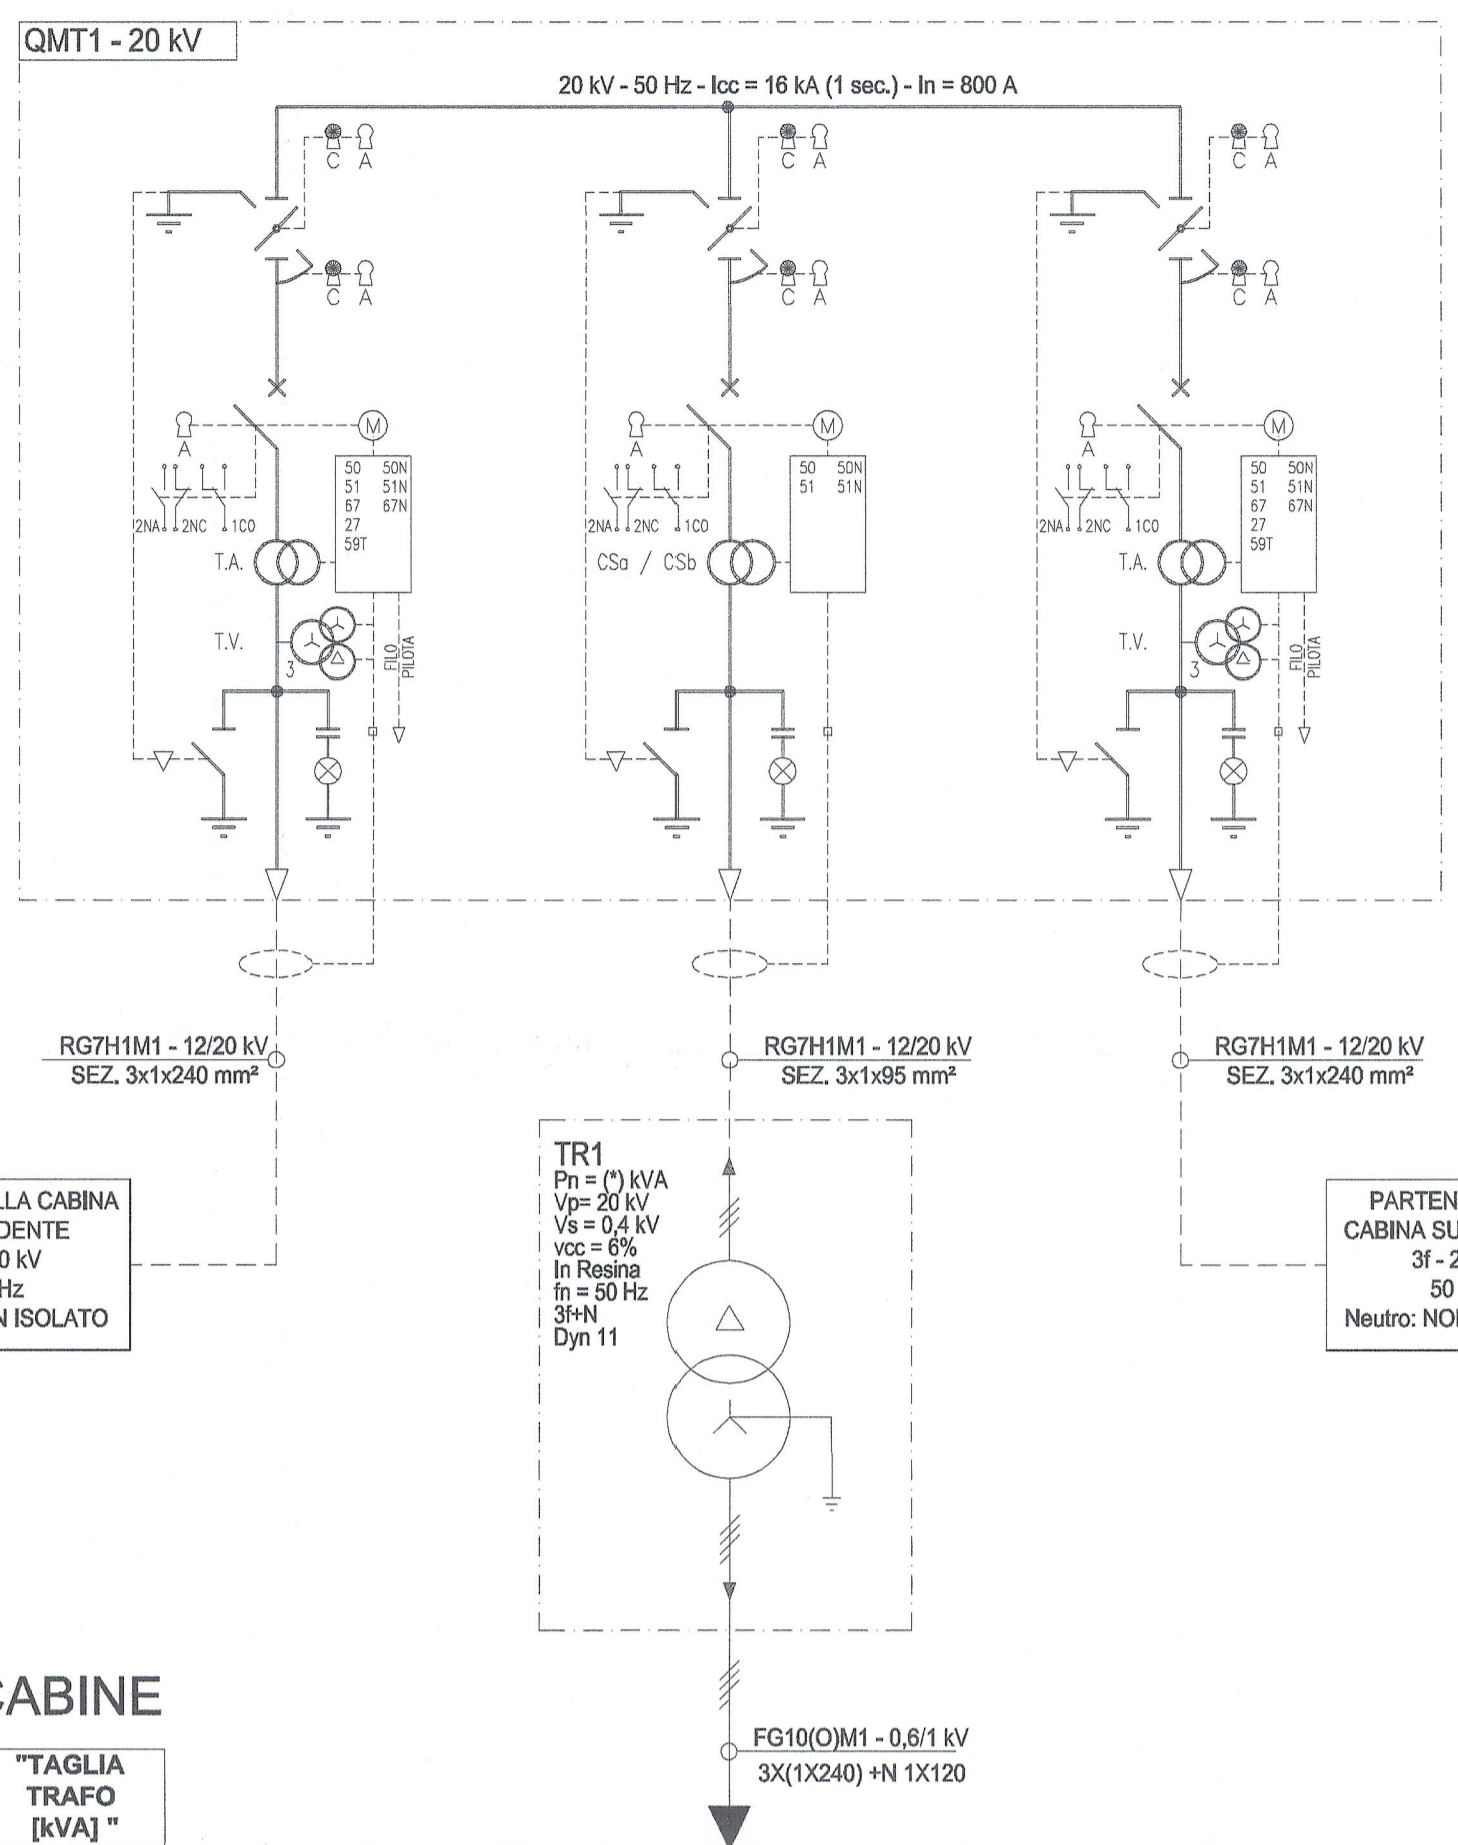 QMT1 - 20 kV
20 kV - 50 Hz - Icc = 16 kA (1 sec.) - In = 800 A
C A
C A
C A
C A
C A
C A
A
M
A
M
A
M
50 50N
51 51N
67 67N
27
59T
50 50N
51 51N
50 50N
51 51N
67 67N
27
59T
2NA 2NC 1CO
2NA 2NC 1CO
2NA 2NC 1CO
T.A.
CSa / CSb
T.A.
T.V.
3
FILO
PILOTA
T.V.
3
FILO
PILOTA
RG7H1M1 - 12/20 kV
SEZ. 3x1x240 mm²
RG7H1M1 - 12/20 kV
SEZ. 3x1x95 mm²
RG7H1M1 - 12/20 kV
SEZ. 3x1x240 mm²
LLA CABINA
DENTE
0 kV
Hz
N ISOLATO
TR1
Pn = (*) kVA
Vp= 20 kV
Vs = 0,4 kV
vcc = 6%
In Resina
fn = 50 Hz
3f+N
Dyn 11
PARTEN
CABINA SU
3f - 2
50
Neutro: NO
CABINE
"TAGLIA
TRAFO
[kVA] "
FG10(O)M1 - 0,6/1 kV
3X(1X240) +N 1X120